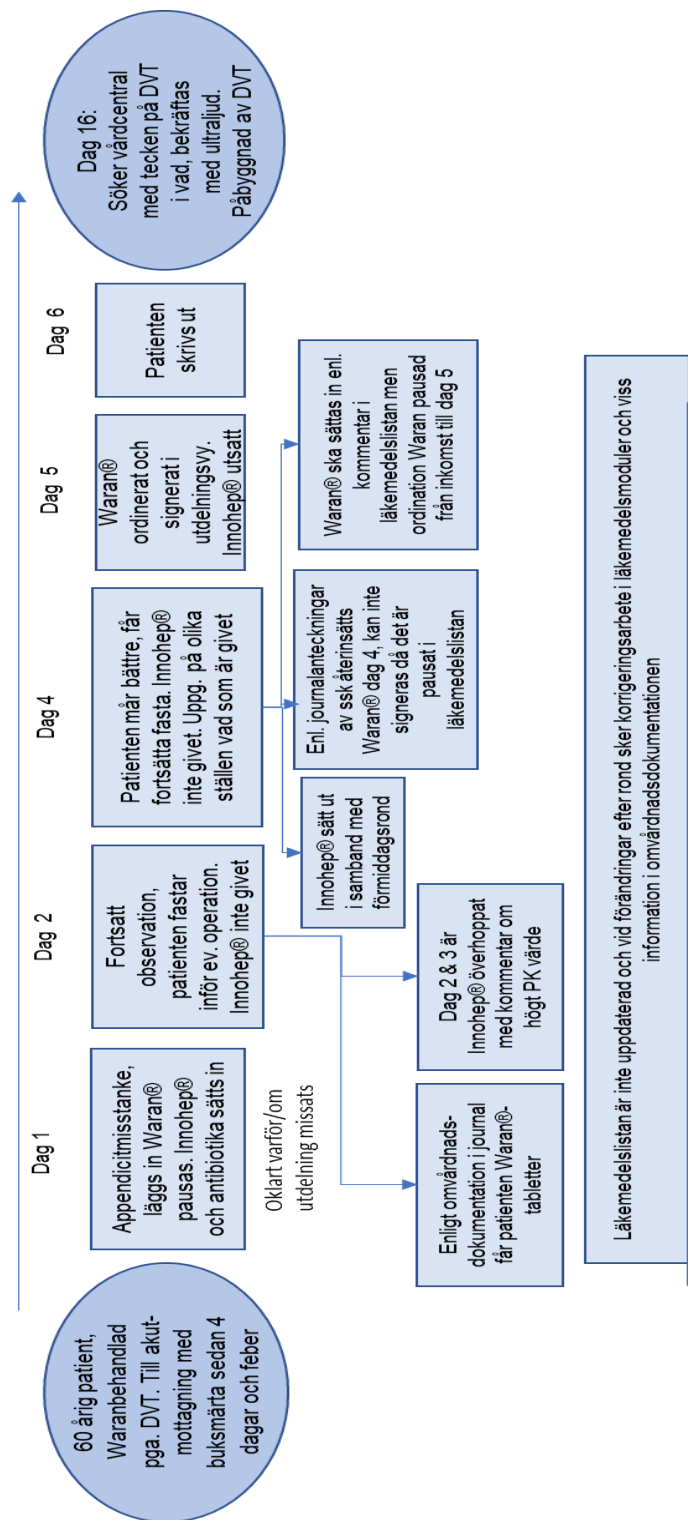 60 årig patient,
Waranbehandlad
pga. DVT. Till akut-
mottagning med
buksmärta sedan 4
dagar och feber
Dag 1
Appendicitmisstanke,
läggs in Waran®
pausas. Innohep®
och antibiotika sätts in
Oklart varför/om
utdelning missats
Dag 2
Fortsatt
observation,
patienten fastar
inför ev. operation.
Innohep® inte givet
Enligt omvårdnads-
dokumentation i journal
får patienten Waran®-
tabletter
Dag 2 & 3 är
Innohep® överhoppat
med kommentar om
högt PK värde
Dag 4
Patienten mår bättre, får
fortsätta fasta. Innohep®
inte givet. Uppg. på olika
ställen vad som är givet
Innohep® sätt ut
i samband med
förmiddagsrond
Enl. journalanteckningar
av ssk återinsätts
Waran® dag 4, kan inte
signeras då det är
pausat i
läkemedelslistan
Waran® ska sättas in enl.
kommentar i
läkemedelslistan men
ordination Waran pausad
från inkomst till dag 5
Dag 5
Waran®
ordinerat och
signerat i
utdelningsvy.
Innohep® utsatt
Dag 6
Patienten
skrivs ut
Dag 16:
Söker vårdcentral
med tecken på DVT
i vad, bekräftas
med ultraljud.
Påbyggnad av DVT
Läkemedelslistan är inte uppdaterad och vid förändringar efter rond sker korrigeringsarbete i läkemedelsmoduler och viss
information i omvårdnadsdokumentationen